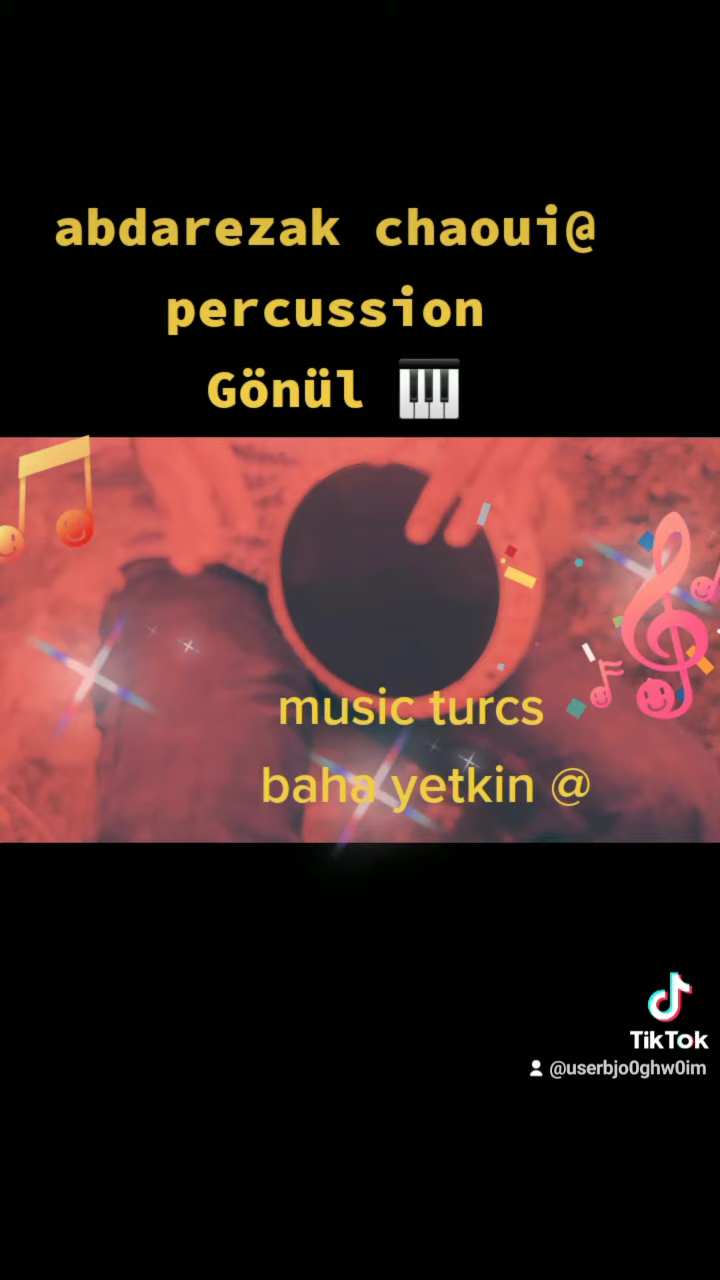 abdarezak chaoui@
percussion
Gönül 🎹
music turcs
baha yetkin @
TikTok
@userbjo0ghw0im